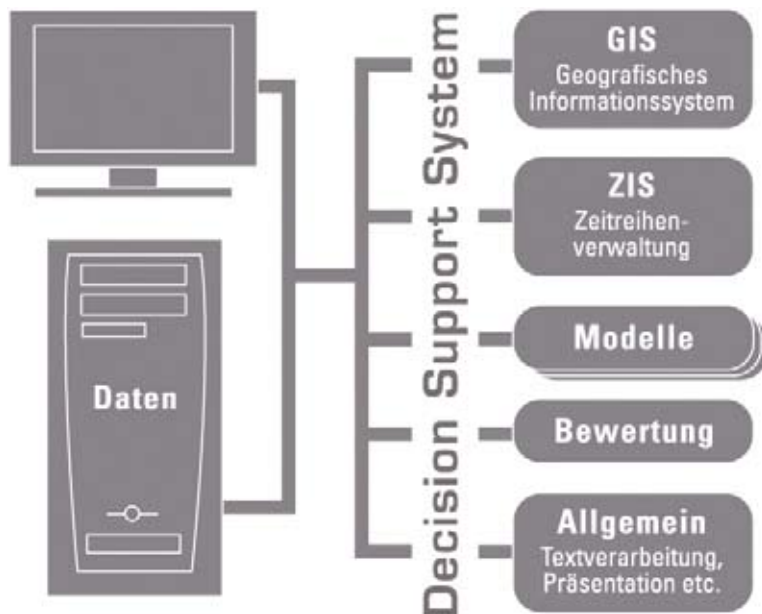 Daten
Decision Support System
GIS
Geografisches
Informationssystem
ZIS
Zeitreihen-
verwaltung
Modelle
Bewertung
Allgemein
Textverarbeitung,
Präsentation etc.